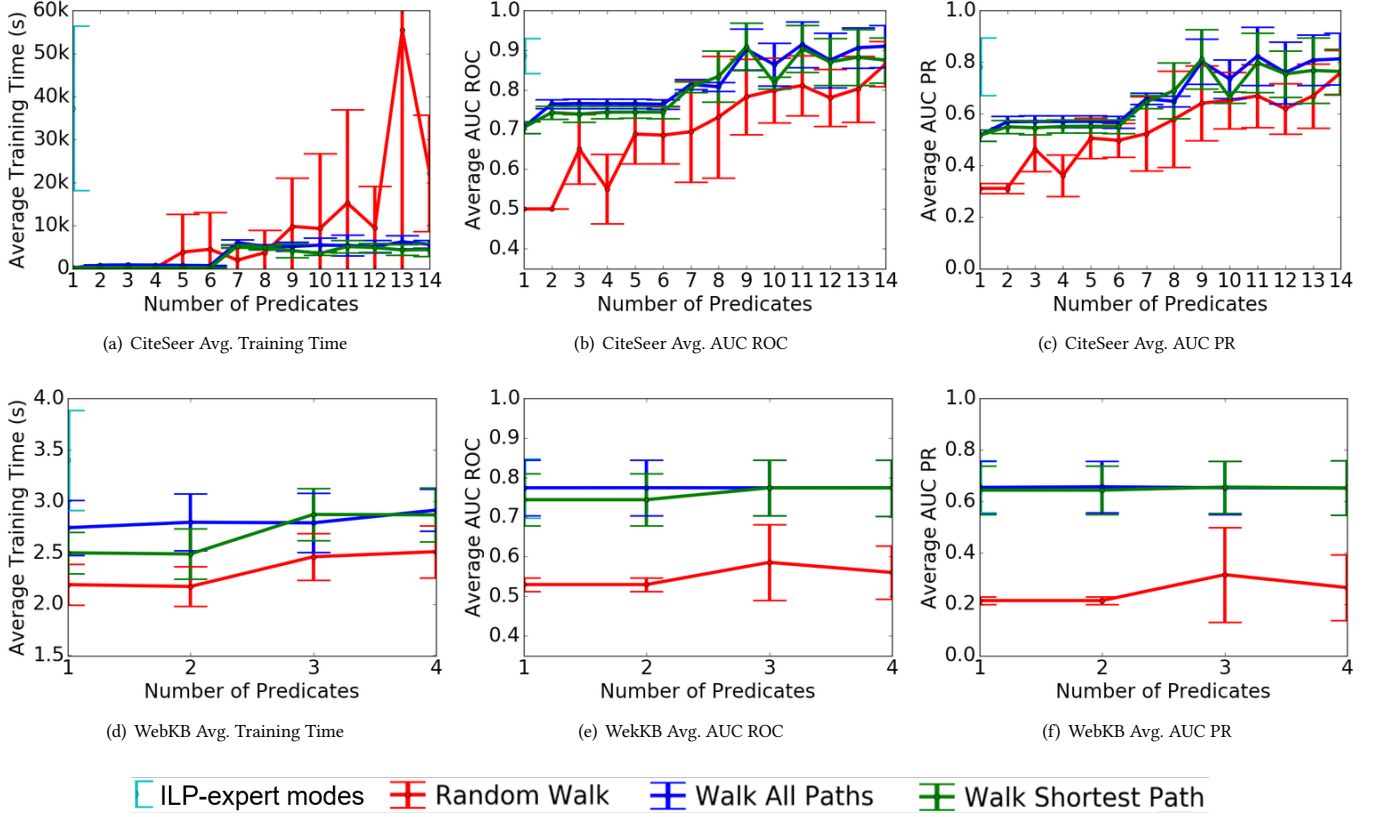 60k
50k
40k
30k
20k
10k
0
Average Training Time (s)
1 2 3 4 5 6 7 8 9 10 11 12 13 14
Number of Predicates
(a) CiteSeer Avg. Training Time
1.0
0.9
0.8
0.7
0.6
0.5
0.4
Average AUC ROC
1 2 3 4 5 6 7 8 9 10 11 12 13 14
Number of Predicates
(b) CiteSeer Avg. AUC ROC
1.0
0.8
0.6
0.4
0.2
0.0
Average AUC PR
1 2 3 4 5 6 7 8 9 10 11 12 13 14
Number of Predicates
(c) CiteSeer Avg. AUC PR
4.0
3.5
3.0
2.5
2.0
1.5
Average Training Time (s)
1 2 3 4
Number of Predicates
(d) WebKB Avg. Training Time
1.0
0.9
0.8
0.7
0.6
0.5
0.4
Average AUC ROC
1 2 3 4
Number of Predicates
(e) WekKB Avg. AUC ROC
1.0
0.8
0.6
0.4
0.2
0.0
Average AUC PR
1 2 3 4
Number of Predicates
(f) WebKB Avg. AUC PR
ILP-expert modes Random Walk Walk All Paths Walk Shortest Path